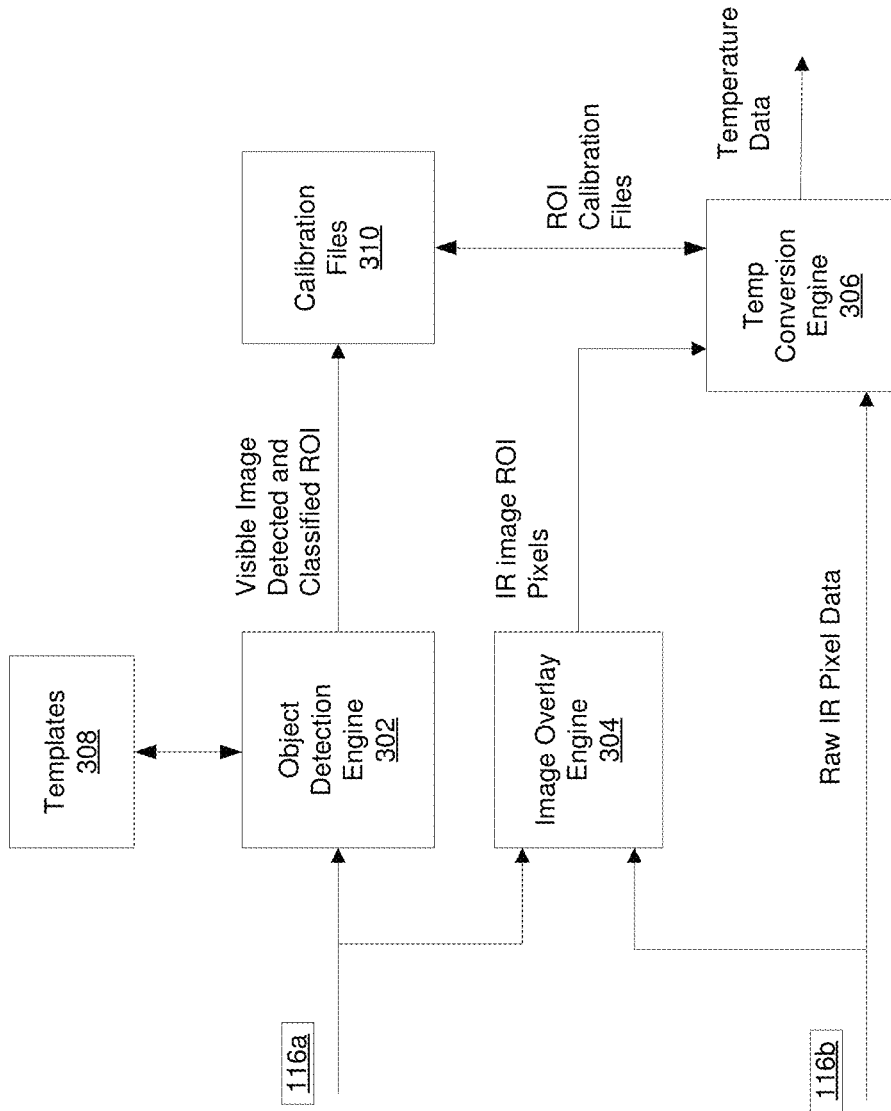 Templates
308
Object
Detection
Engine
302
Visible Image
Detected and
Classified ROI
Calibration
Files
310
116a
Image Overlay
Engine
304
IR image ROI
Pixels
ROI
Calibration
Files
Temperature
Data
Temp
Conversion
Engine
306
116b
Raw IR Pixel Data